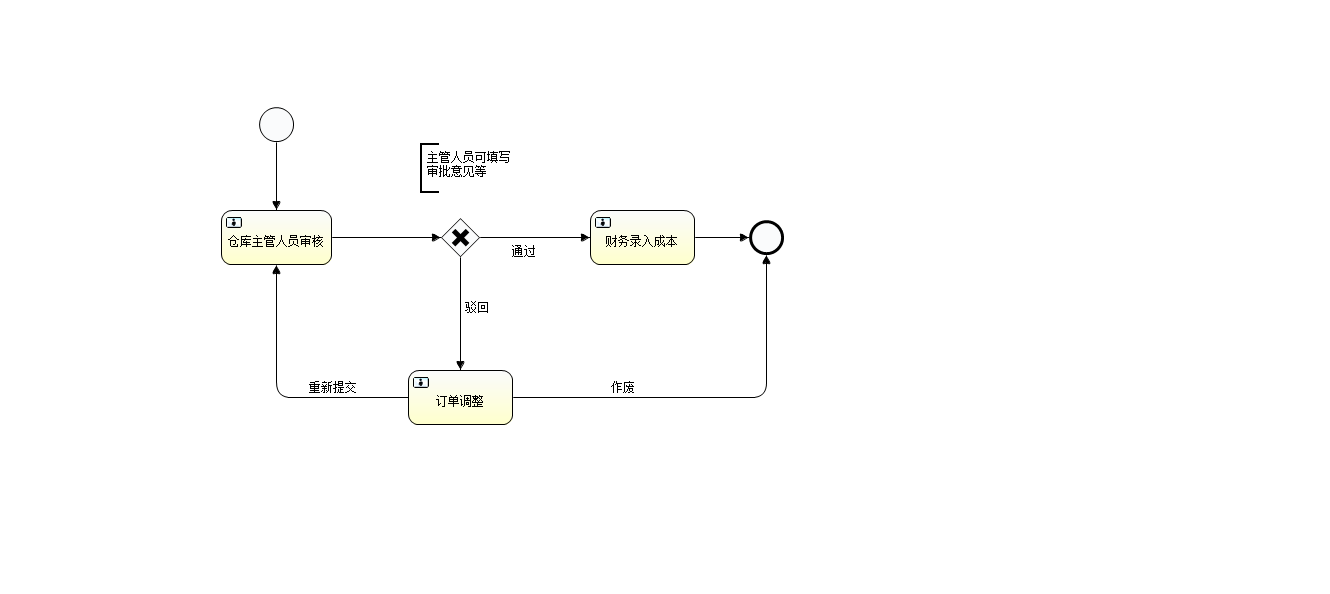 主管人员可填写
审批意见等
仓库主管人员审核
通过
财务录入成本
驳回
重新提交
订单调整
作废